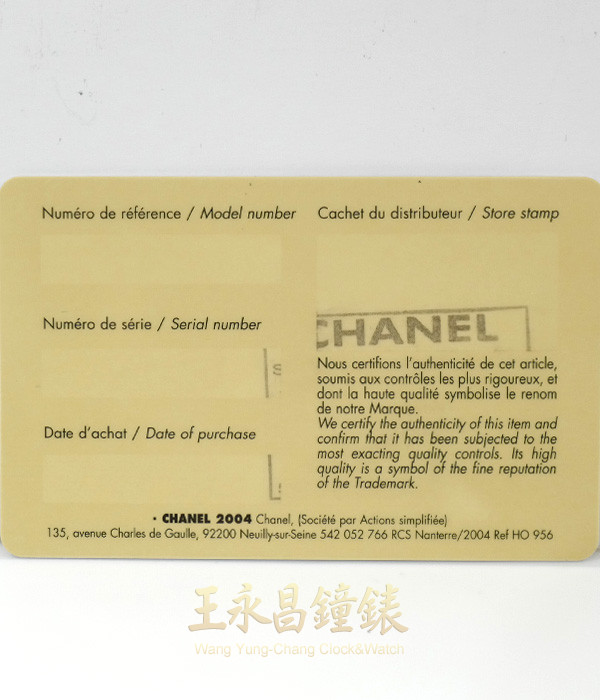 Numéro de référence / Model number
Cachet du distributeur / Store stamp
CHANEL
Numéro de série / Serial number
Nous certifions l'authenticité de cet article,
soumis aux contrôles les plus rigoureux, et
dont la haute qualité symbolise le renom
de notre Marque.
We certify the authenticity of this item and
confirm that it has been subjected to the
most exacting quality controls. Its high
quality is a symbol of the fine reputation
of the Trademark.
Date d'achat / Date of purchase
• CHANEL 2004 Chanel, (Société par Actions simplifiée)
135, avenue Charles de Gaulle, 92200 Neuilly-sur-Seine 542 052 766 RCS Nanterre/2004 Ref HO 956
王永昌鐘錶
Wang Yung-Chang Clock&Watch